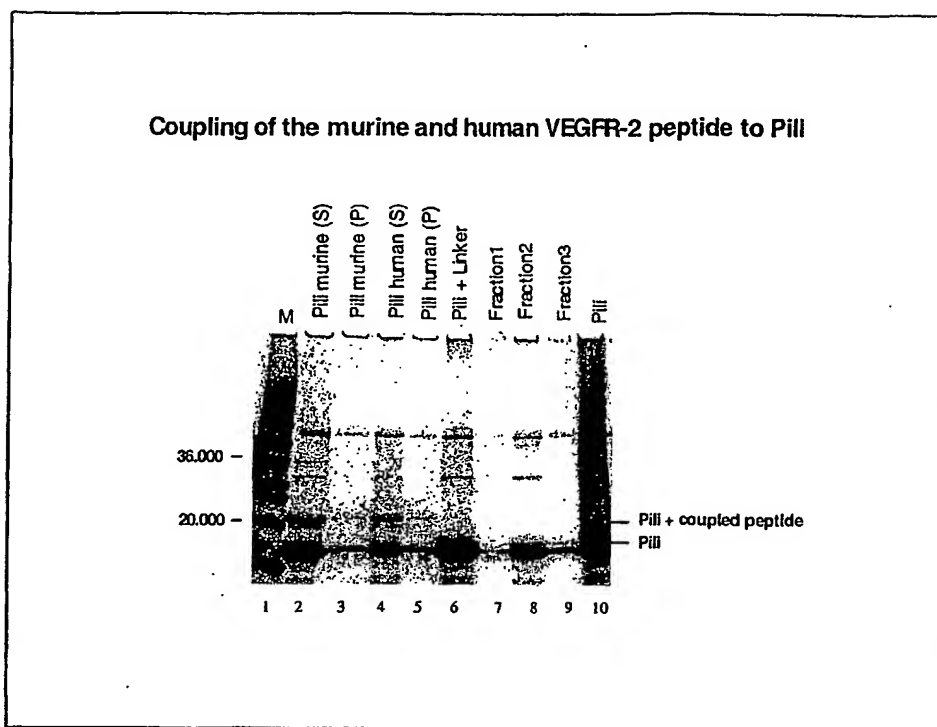 Coupling of the murine and human VEGFR-2 peptide to Pili
M
Pili murine (S)
Pili murine (P)
Pili human (S)
Pili human (P)
Pili + Linker
Fraction1
Fraction2
Fraction3
Pili
36.000 –
20.000 –
— Pili + coupled peptide
— Pili
1 2 3 4 5 6 7 8 9 10